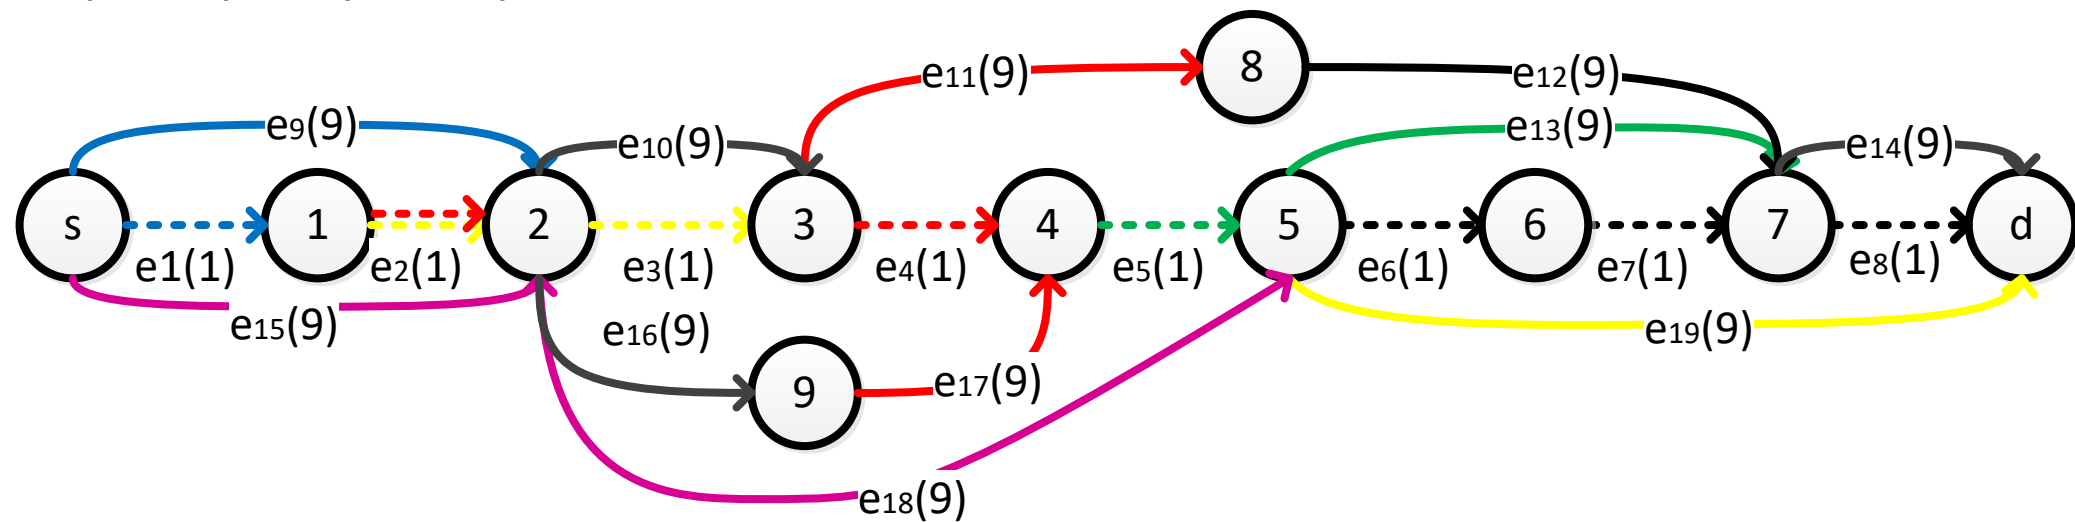 8
e11(9)
e12(9)
e9(9)
e10(9)
e13(9)
e14(9)
s
1
2
3
4
5
6
7
d
e1(1)
e2(1)
e3(1)
e4(1)
e5(1)
e6(1)
e7(1)
e8(1)
e15(9)
e16(9)
e19(9)
9
e17(9)
e18(9)